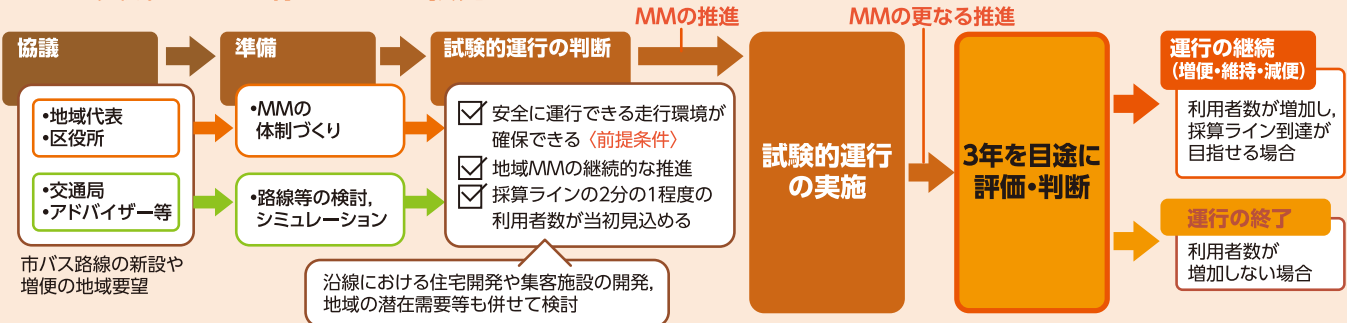 MMの推進
MMの更なる推進
協議
準備
試験的運行の判断
•地域代表
•区役所
•交通局
•アドバイザー等
市バス路線の新設や
増便の地域要望
•MMの
体制づくり
•路線等の検討,
シミュレーション
安全に運行できる走行環境が
確保できる〈前提条件〉
地域MMの継続的な推進
採算ラインの2分の1程度の
利用者数が当初見込める
沿線における住宅開発や集客施設の開発,
地域の潜在需要等も併せて検討
試験的運行
の実施
3年を目途に
評価・判断
運行の継続
(増便・維持・減便)
利用者数が増加し,
採算ライン到達が
目指せる場合
運行の終了
利用者数が
増加しない場合